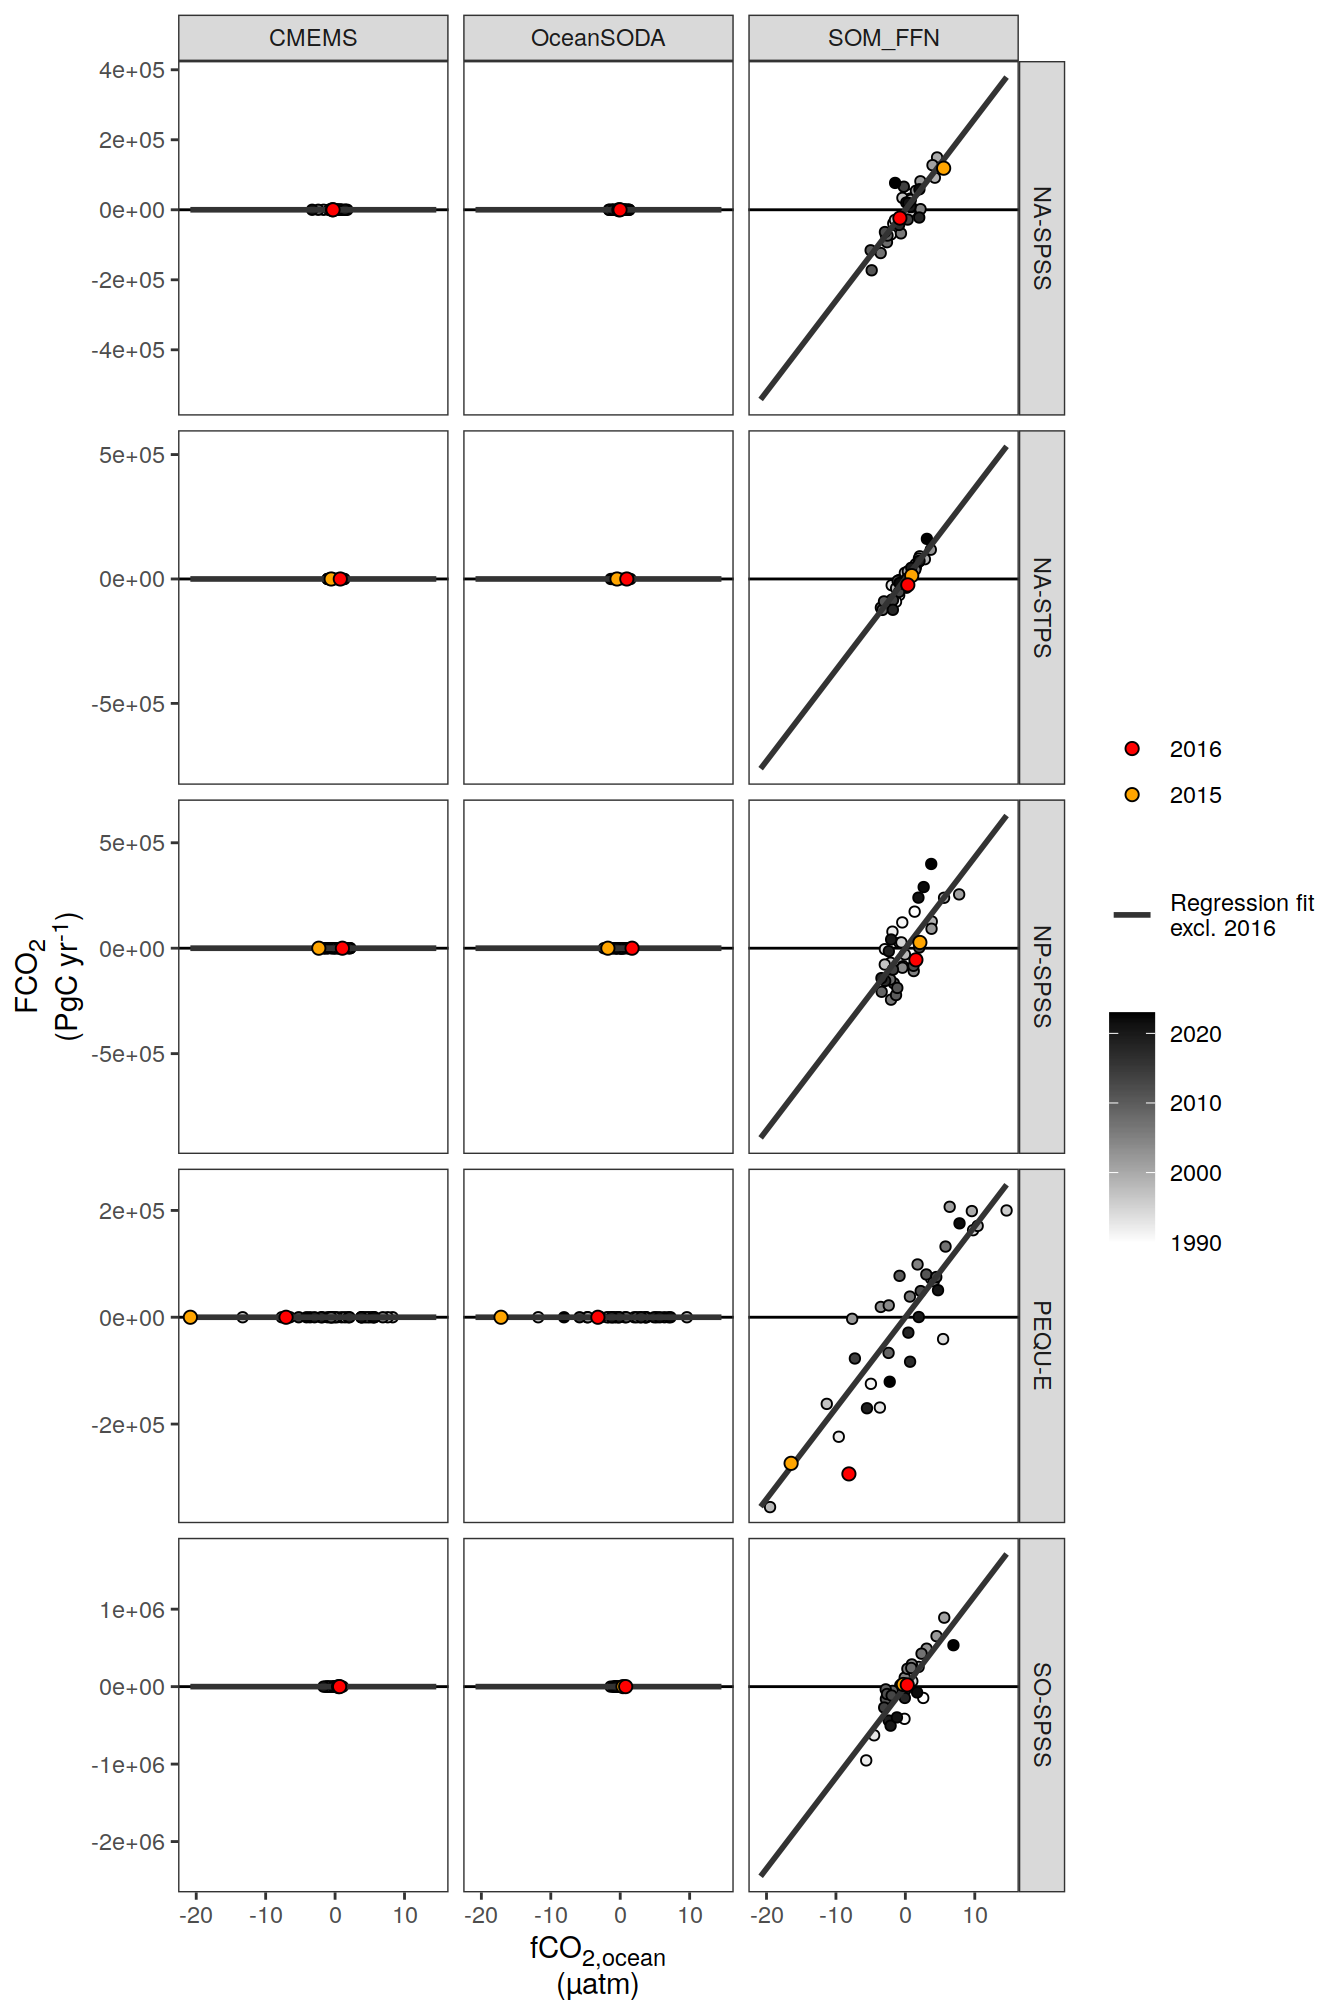 CMEMS
OceanSODA
SOM_FFN
4e+05
2e+05
0e+00
-2e+05
-4e+05
NA-SPSS
5e+05
0e+00
-5e+05
NA-STPS
5e+05
0e+00
-5e+05
NP-SPSS
2e+05
0e+00
-2e+05
PEQU-E
1e+06
0e+00
-1e+06
-2e+06
SO-SPSS
FCO₂
(PgC yr⁻¹)
-20 -10 0 10
-20 -10 0 10
-20 -10 0 10
fCO₂,ocean
(µatm)
2016
2015
Regression fit
excl. 2016
2020
2010
2000
1990